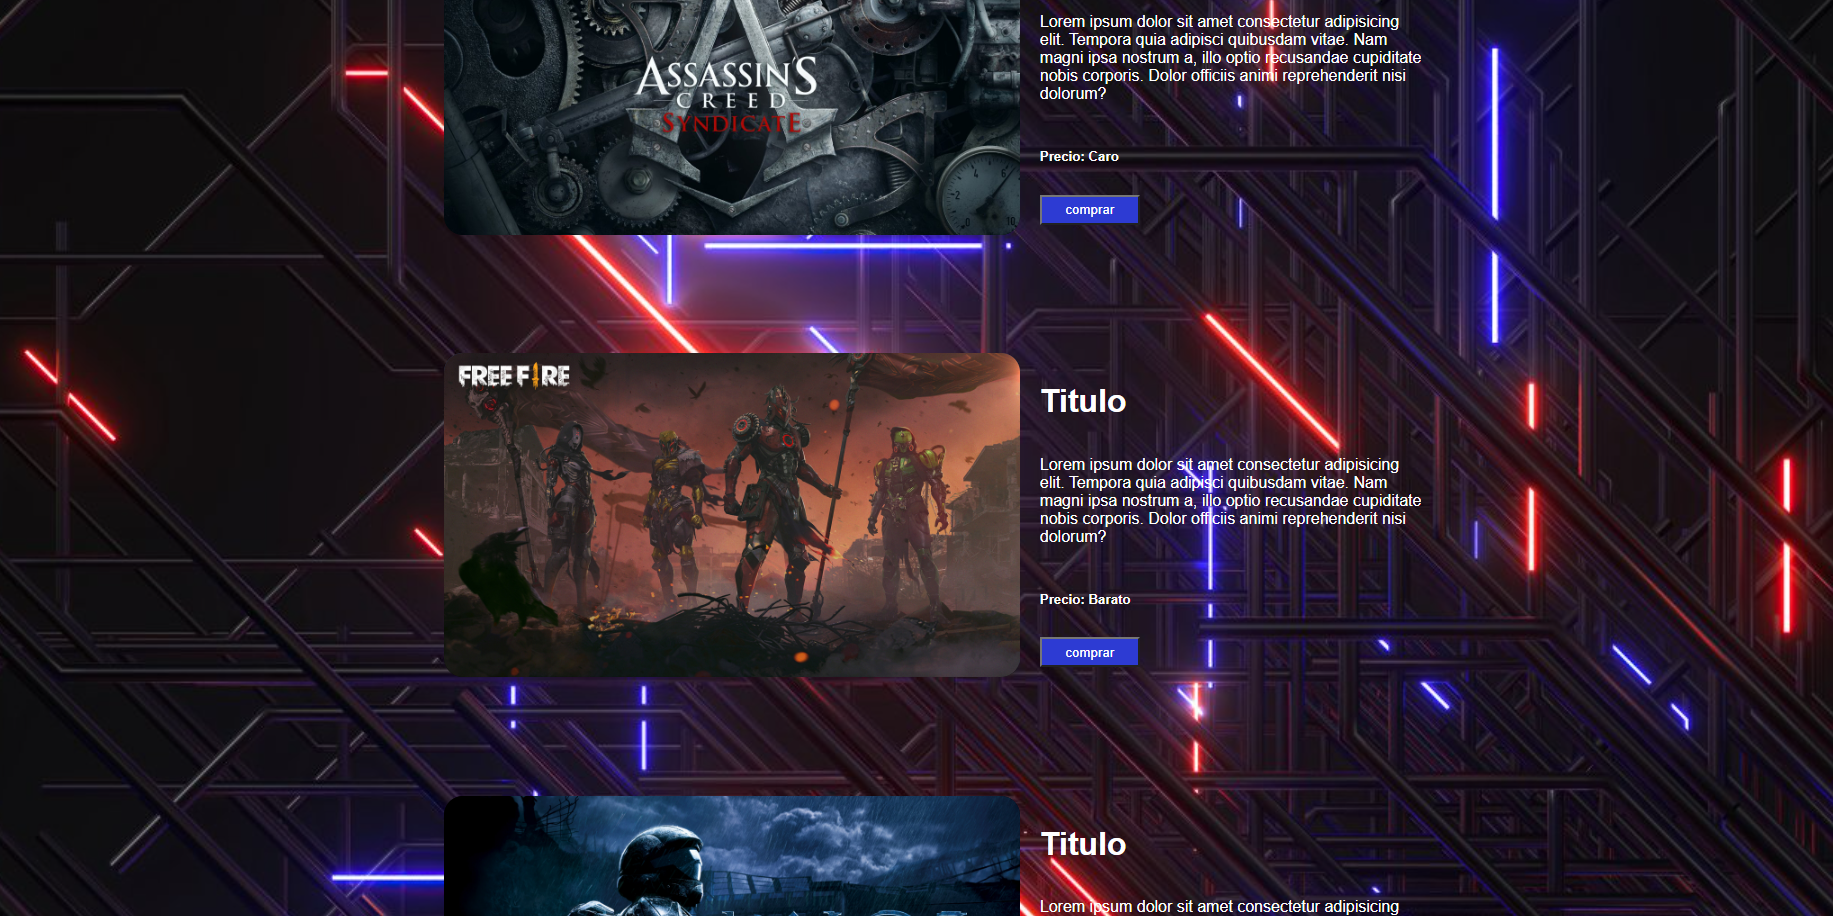 Lorem ipsum dolor sit amet consectetur adipisicing
elit. Tempora quia adipisci quibusdam vitae. Nam
magni ipsa nostrum a, illo optio recusandae cupiditate
nobis corporis. Dolor officiis animi reprehenderit nisi
dolorum?
ASSASSIN'S
CREED
SYNDICATE
Precio: Caro
comprar
FREE FIRE
Titulo
Lorem ipsum dolor sit amet consectetur adipisicing
elit. Tempora quia adipisci quibusdam vitae. Nam
magni ipsa nostrum a, illo optio recusandae cupiditate
nobis corporis. Dolor officiis animi reprehenderit nisi
dolorum?
Precio: Barato
comprar
Titulo
Lorem ipsum dolor sit amet consectetur adipisicing